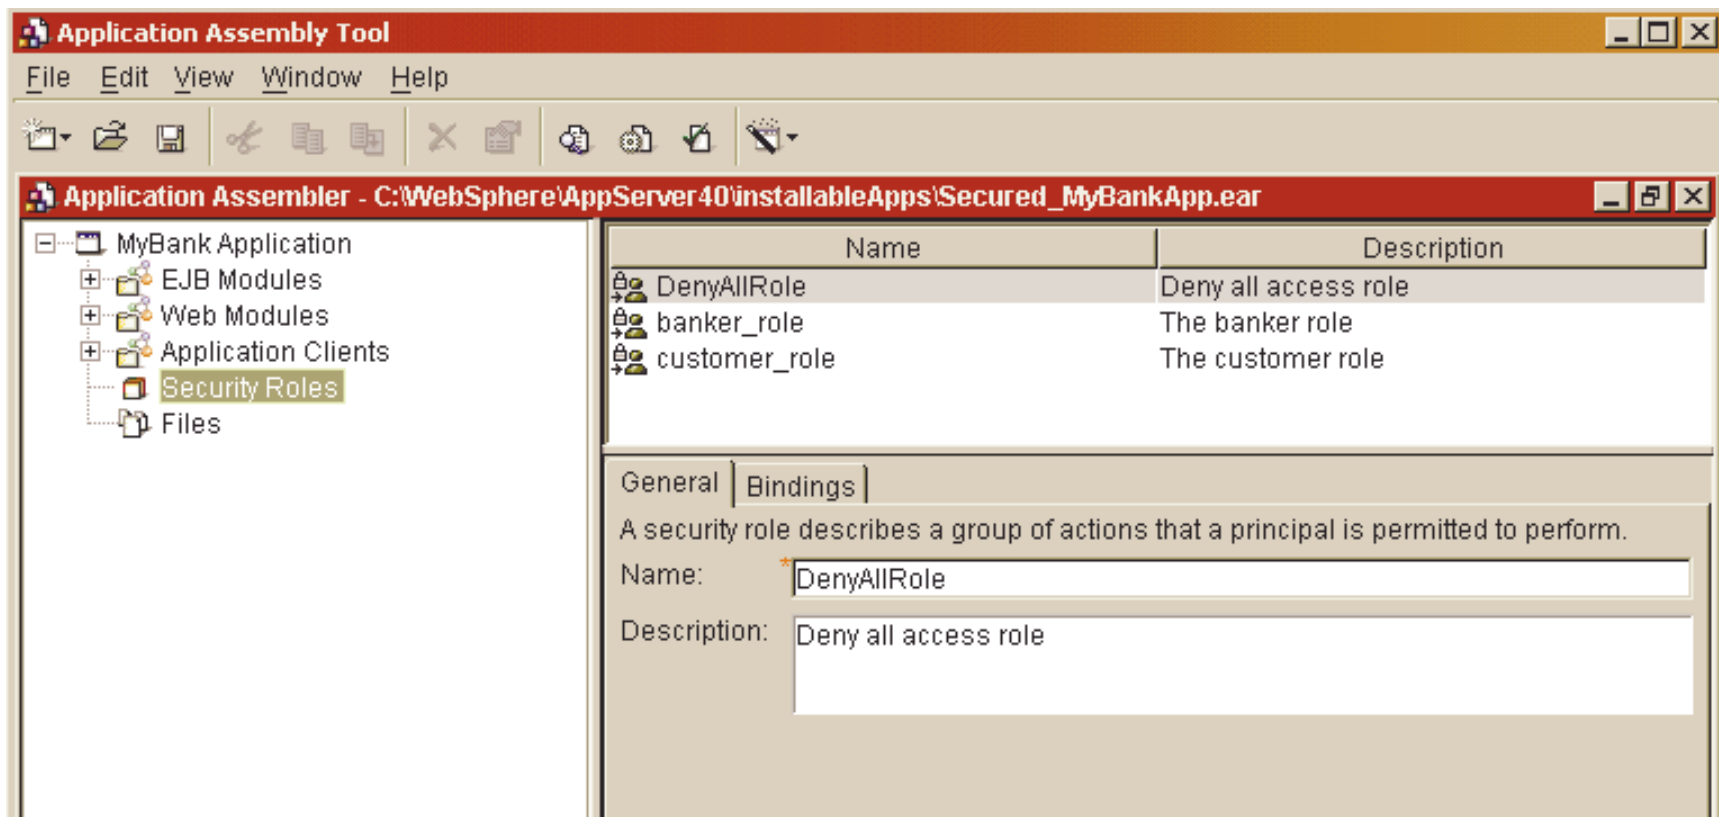 Application Assembly Tool
File Edit View Window Help
Application Assembler - C:\WebSphere\AppServer40\installableApps\Secured_MyBankApp.ear
MyBank Application
EJB Modules
Web Modules
Application Clients
Security Roles
Files
Name Description
DenyAllRole Deny all access role
banker_role The banker role
customer_role The customer role
General Bindings
A security role describes a group of actions that a principal is permitted to perform.
Name: *DenyAllRole
Description: Deny all access role